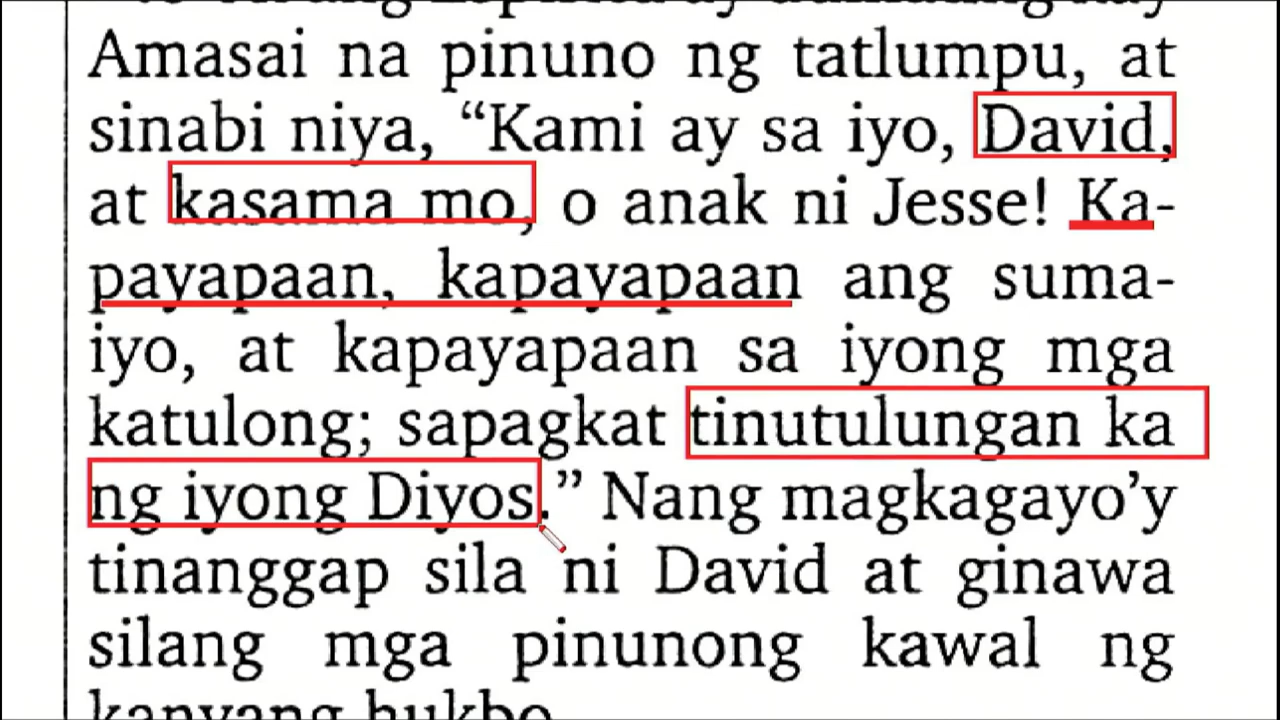 Amasai na pinuno ng tatlumpu, at
sinabi niya, “Kami ay sa iyo, David,
at kasama mo, o anak ni Jesse! Ka-
payapaan, kapayapaan ang suma-
iyo, at kapayapaan sa iyong mga
katulong; sapagkat tinutulungan ka
ng iyong Diyos.” Nang magkagayo’y
tinanggap sila ni David at ginawa
silang mga pinunong kawal ng
kanyang hukbo.